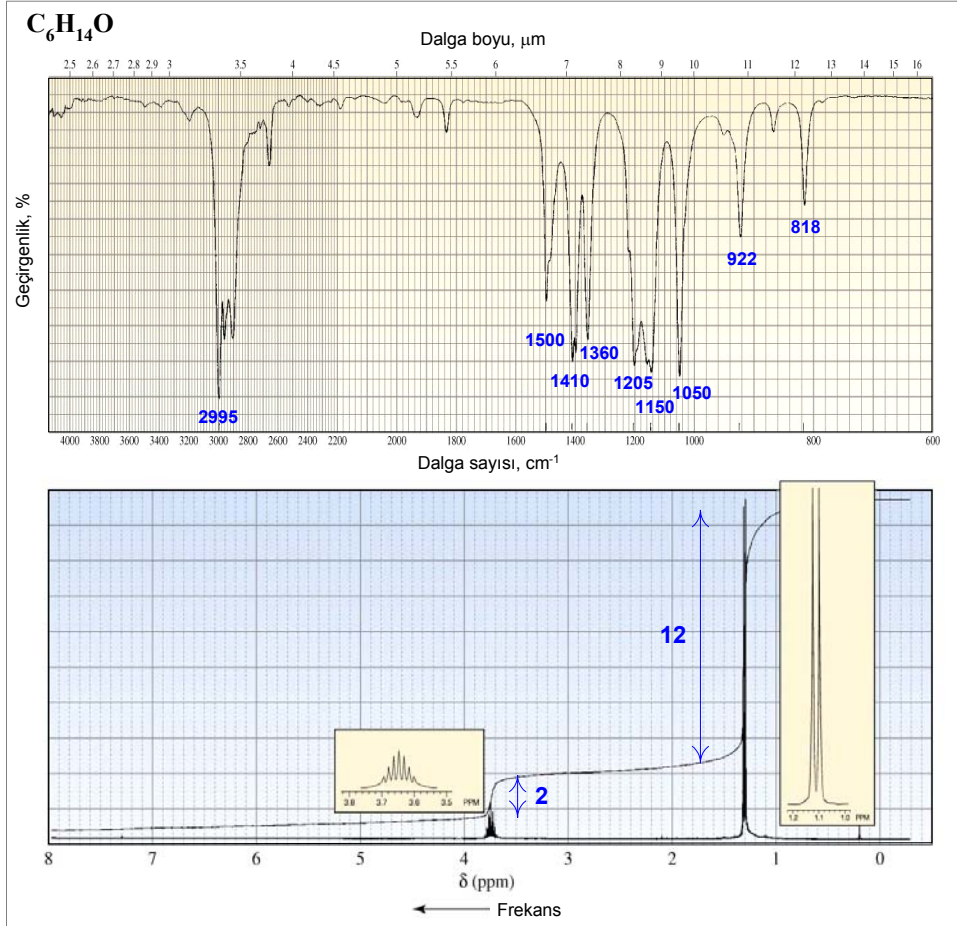 C6H14O
Dalga boyu, μm
2.5 2.6 2.7 2.8 2.9 3 3.5 4 4.5 5 5.5 6 7 8 9 10 11 12 13 14 15 16
Geçirgenlik, %
2995
1500
1410
1360
1205
1150
1050
922
818
4000 3800 3600 3400 3200 3000 2800 2600 2400 2200 2000 1800 1600 1400 1200 1000 800 600
Dalga sayısı, cm-1
12
2
3.8 3.7 3.6 3.5 PPM
1.2 1.1 1.0 PPM
8 7 6 5 4 3 2 1 0
δ (ppm)
Frekans